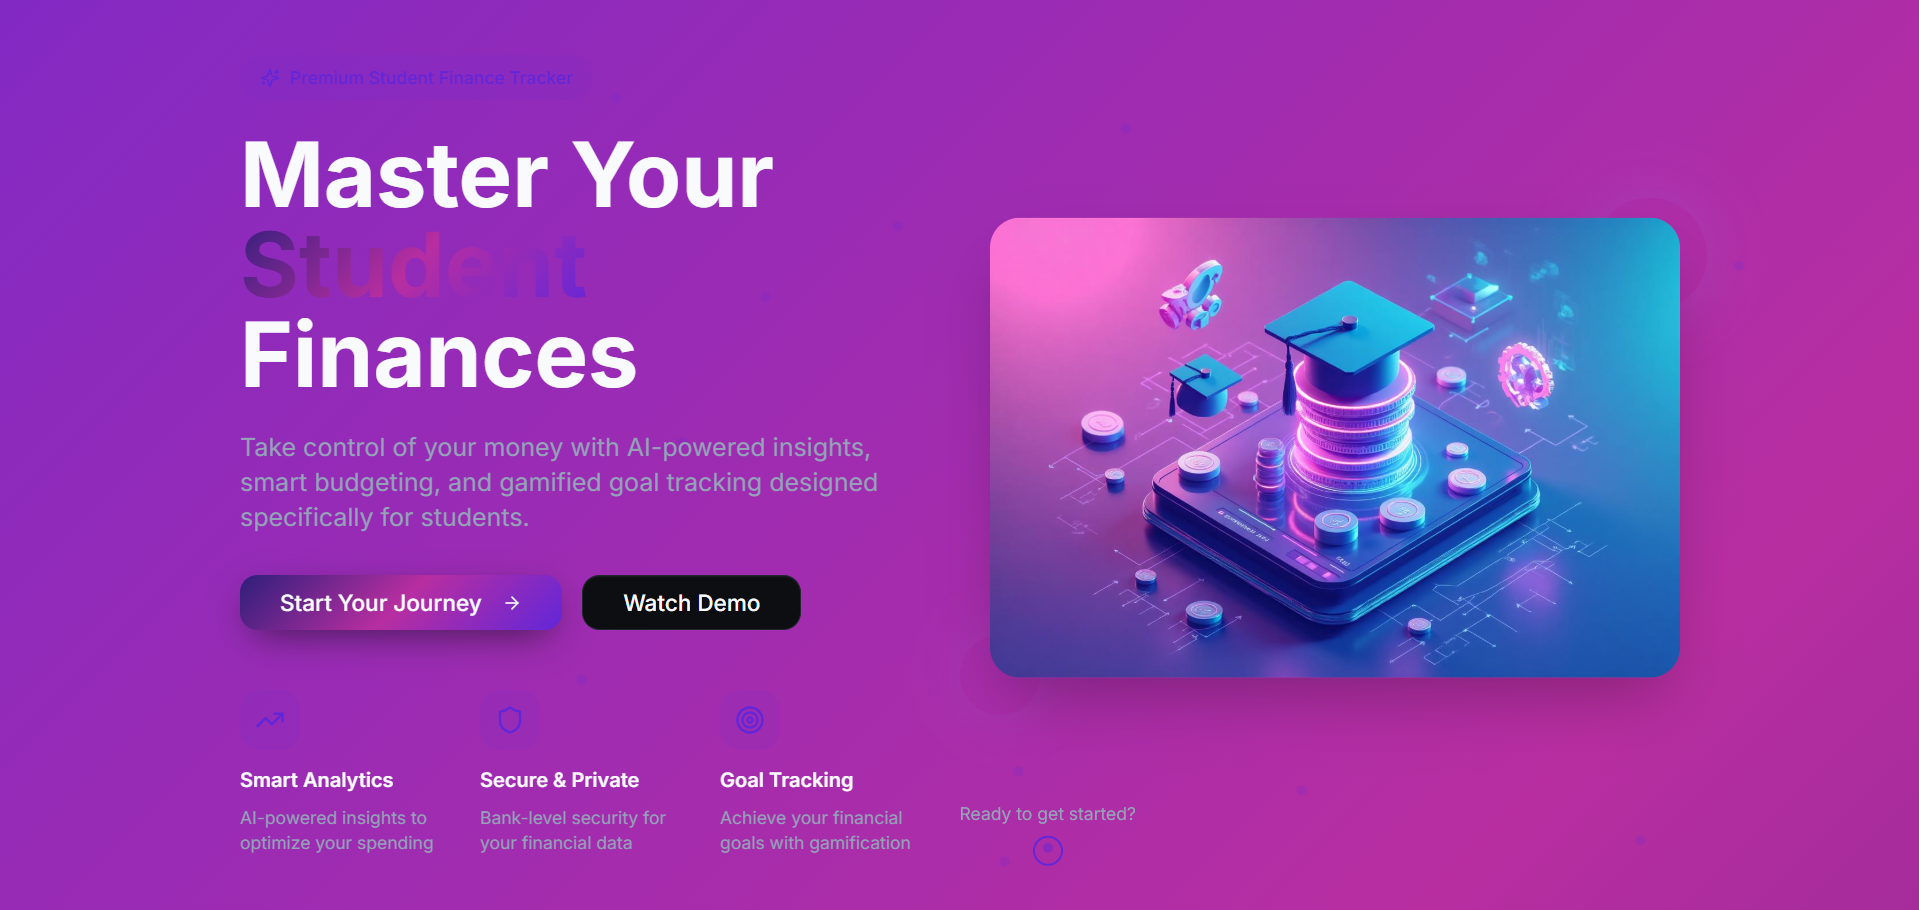 Premium Student Finance Tracker
Master Your
Student
Finances
Take control of your money with AI-powered insights,
smart budgeting, and gamified goal tracking designed
specifically for students.
Start Your Journey
Watch Demo
Smart Analytics
AI-powered insights to
optimize your spending
Secure & Private
Bank-level security for
your financial data
Goal Tracking
Achieve your financial
goals with gamification
Ready to get started?